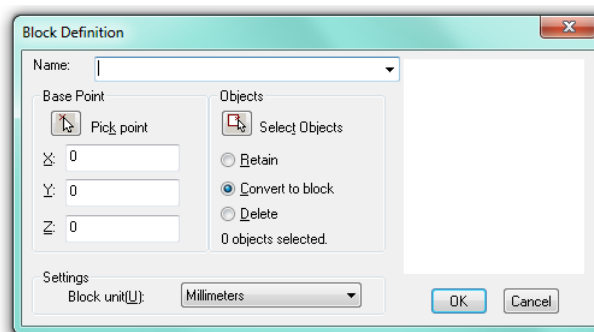 Block Definition
Name:
Base Point
Pick point
X: 0
Y: 0
Z: 0
Objects
Select Objects
Retain
Convert to block
Delete
0 objects selected.
Settings
Block unit(U): Millimeters
OK
Cancel